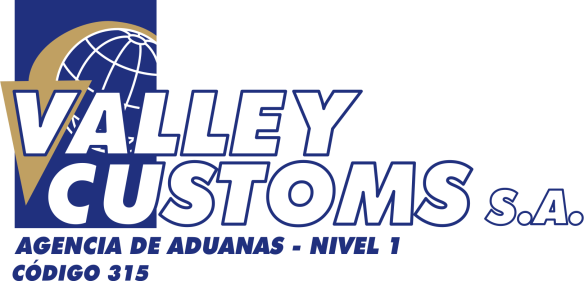 VALLEY
CUSTOMS S.A.
AGENCIA DE ADUANAS - NIVEL 1
CÓDIGO 315